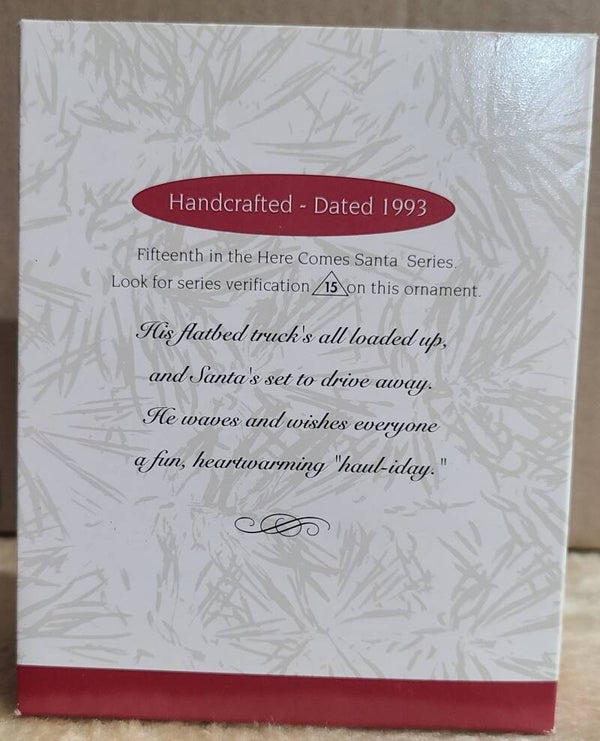 Handcrafted - Dated 1993
Fifteenth in the Here Comes Santa Series.
Look for series verification 15 on this ornament.
His flatbed truck's all loaded up,
and Santa's set to drive away.
He waves and wishes everyone
a fun, heartwarming "haul-iday."